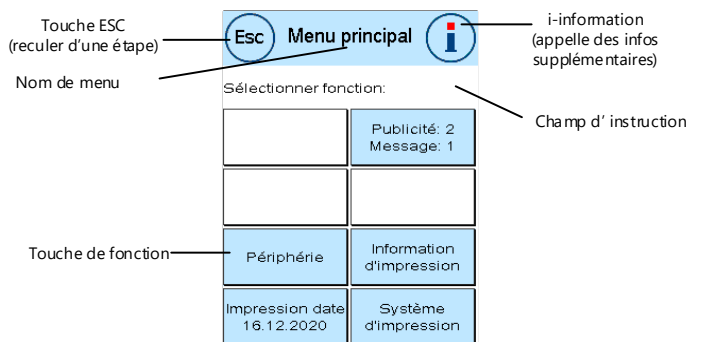 Touche ESC
(reculer d'une étape)
Nom de menu
Touche de fonction
Esc
Menu principal
i
Sélectionner fonction:
Publicité: 2
Message: 1
Périphérie
Information
d'impression
Impression date
16.12.2020
Système
d'impression
i-information
(appelle des infos
supplémentaires)
Champ d' instruction